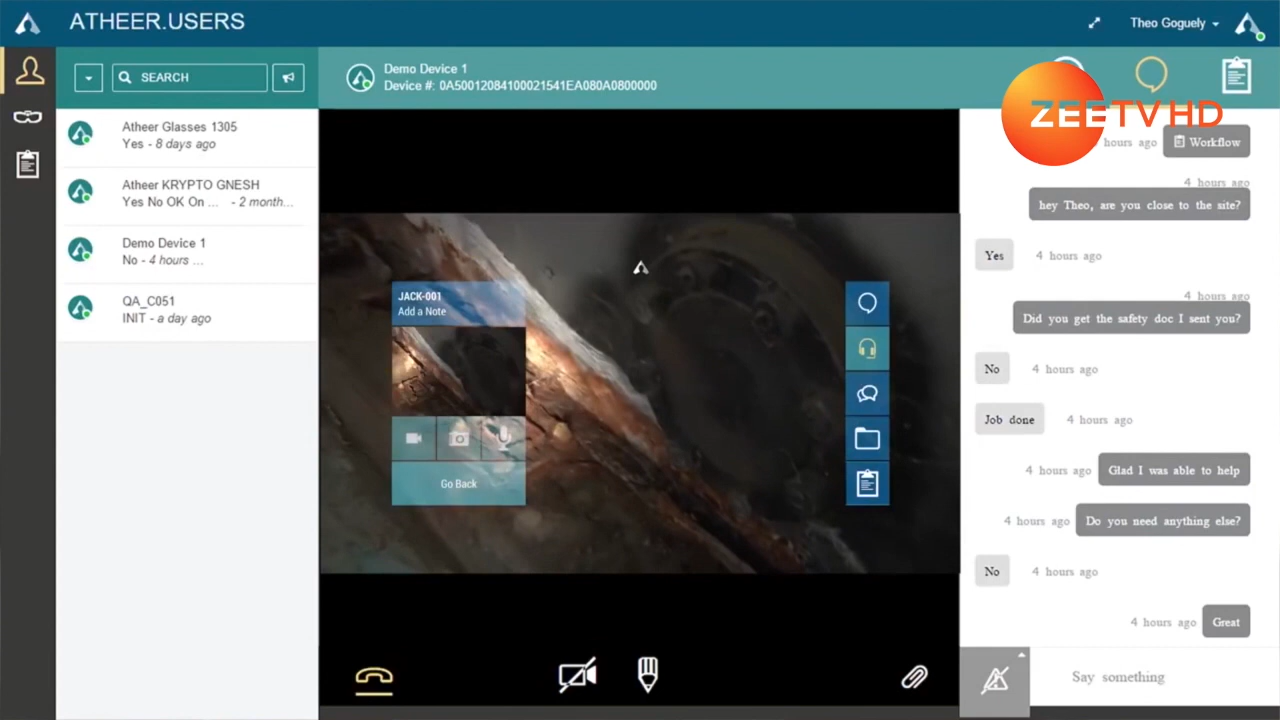 ATHEER.USERS
Theo Goguely
SEARCH
Atheer Glasses 1305
Yes - 8 days ago
Atheer KRYPTO GNESH
Yes No OK On ... - 2 month...
Demo Device 1
No - 4 hours ...
QA_C051
INIT - a day ago
Demo Device 1
Device #: 0A50012084100021541EA080A0800000
JACK-001
Add a Note
Go Back
ZEE TV HD
hours ago Workflow
4 hours ago
hey Theo, are you close to the site?
Yes 4 hours ago
4 hours ago
Did you get the safety doc I sent you?
No 4 hours ago
Job done 4 hours ago
4 hours ago Glad I was able to help
4 hours ago Do you need anything else?
No 4 hours ago
4 hours ago Great
Say something